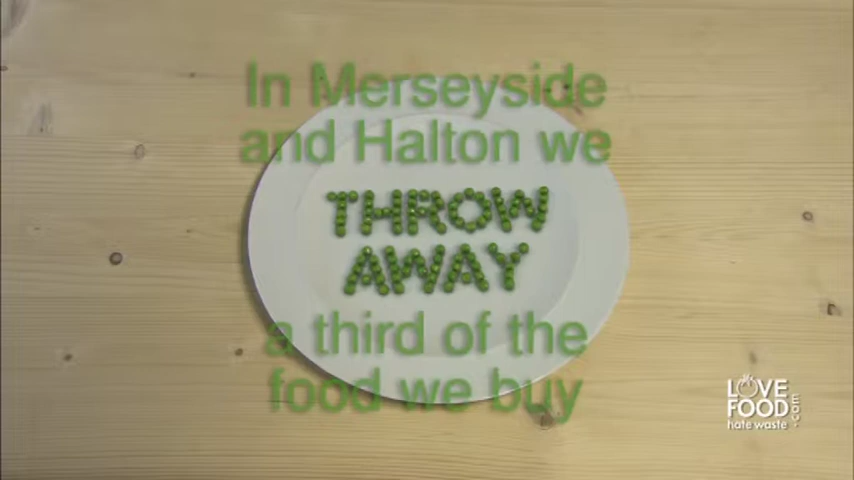 In Merseyside
and Halton we
THROW
AWAY
a third of the
food we buy
LOVE
FOOD
hate waste
.com